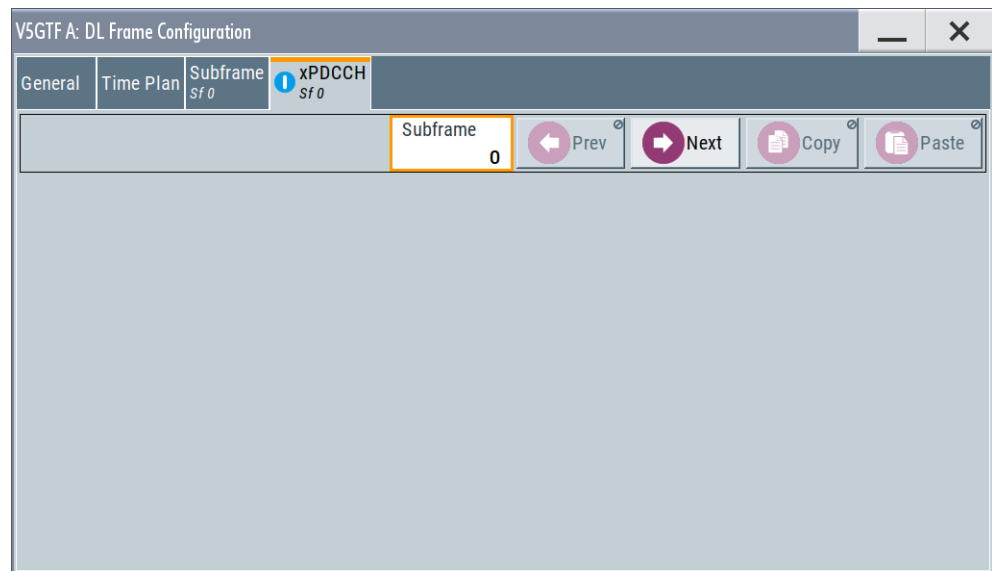 V5GTF A: DL Frame Configuration
General
Time Plan
Subframe
Sf 0
xPDCCH
Sf 0
Subframe
0
Prev
Next
Copy
Paste